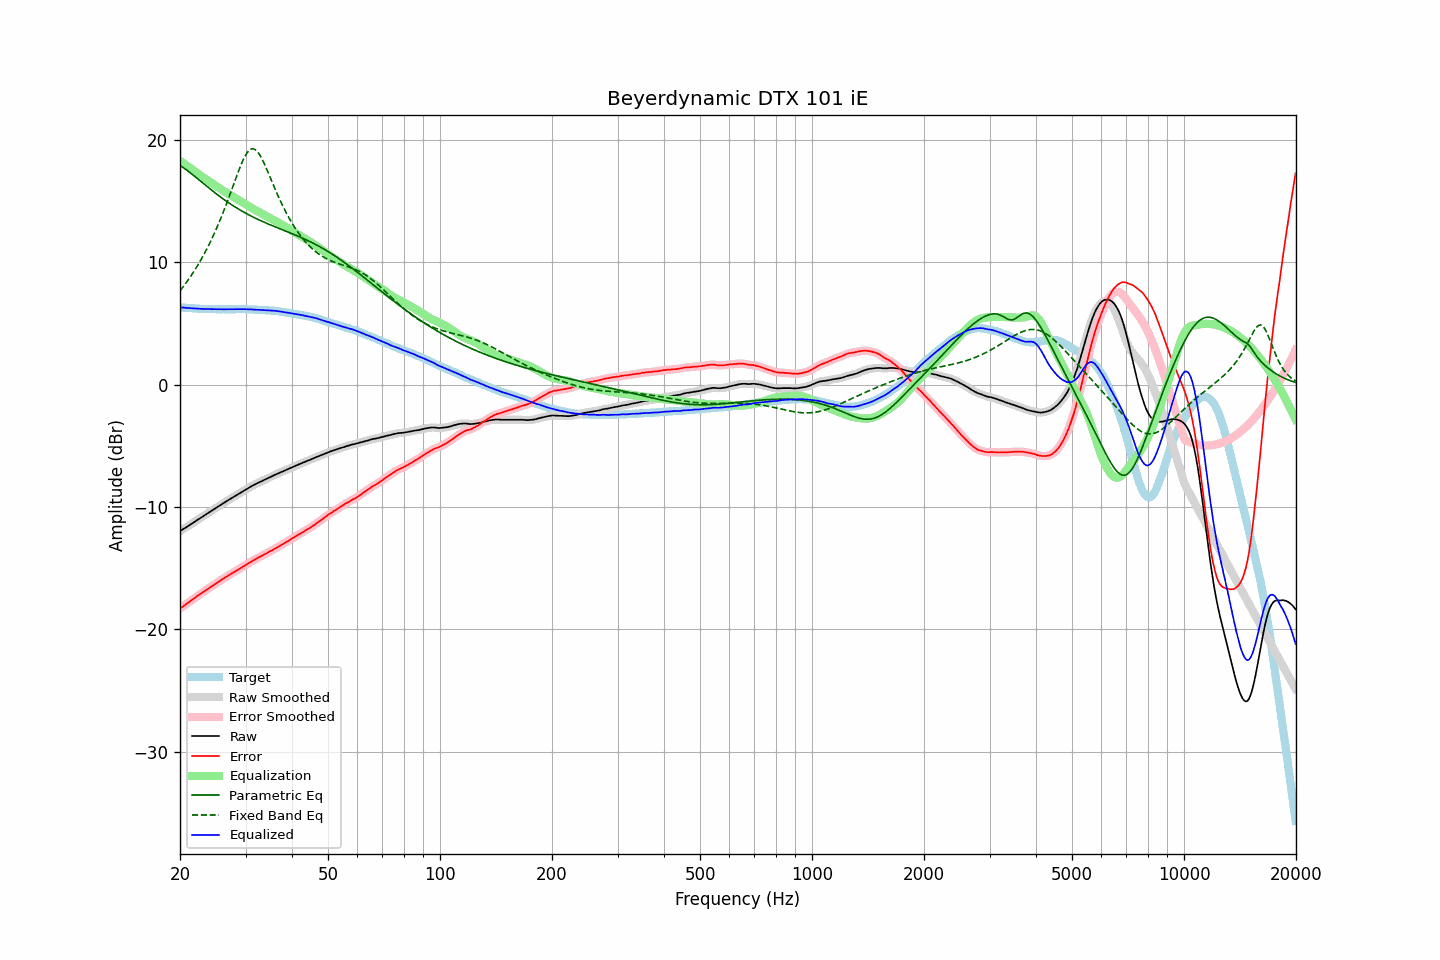 Beyerdynamic DTX 101 iE
Amplitude (dBr)
20
10
0
−10
−20
−30
Target
Raw Smoothed
Error Smoothed
Raw
Error
Equalization
Parametric Eq
Fixed Band Eq
Equalized
20 50 100 200 500 1000 2000 5000 10000 20000
Frequency (Hz)